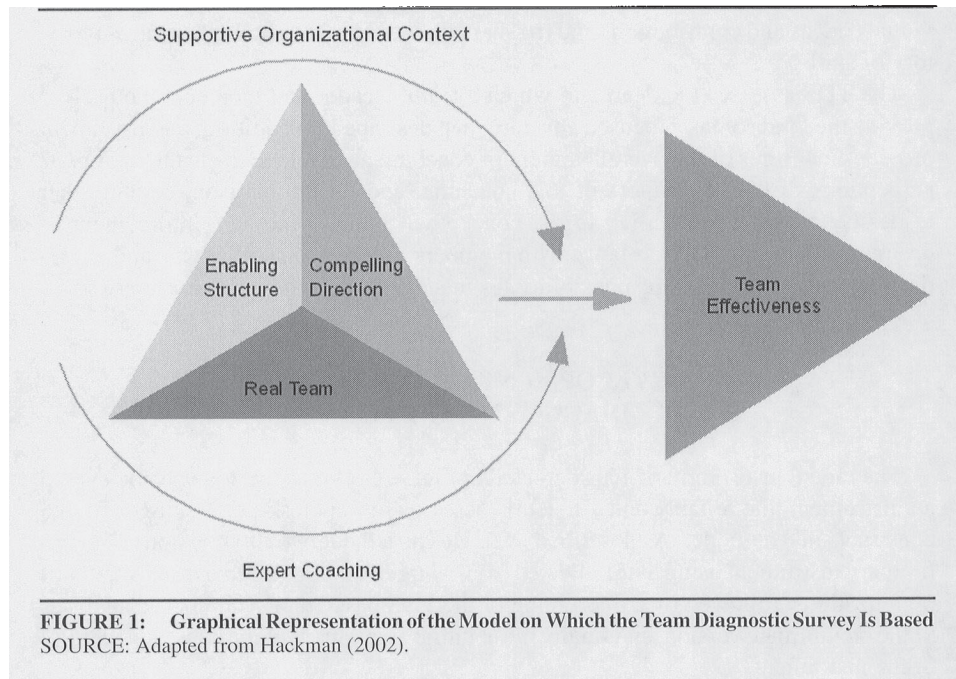 Supportive Organizational Context
Enabling
Structure
Compelling
Direction
Real Team
Team
Effectiveness
Expert Coaching
FIGURE 1: Graphical Representation of the Model on Which the Team Diagnostic Survey Is Based
SOURCE: Adapted from Hackman (2002).